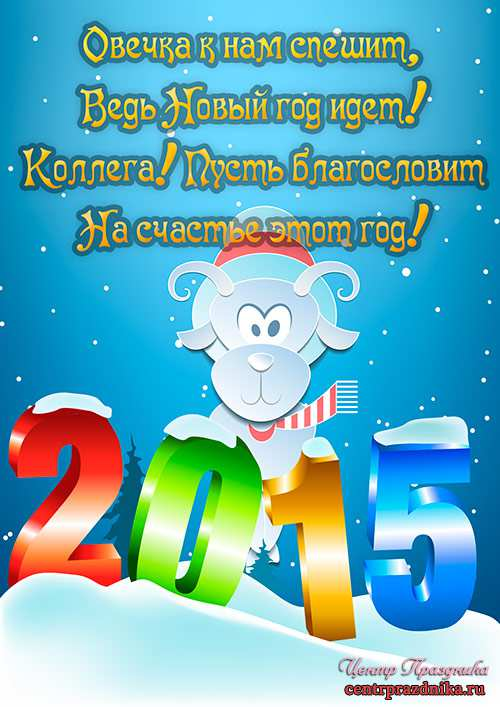 Овечка к нам спешит,
Ведь Новый год идет!
Коллега! Пусть благословит
На счастье этот год!
2015
Центр Праздника
centrprazdnika.ru